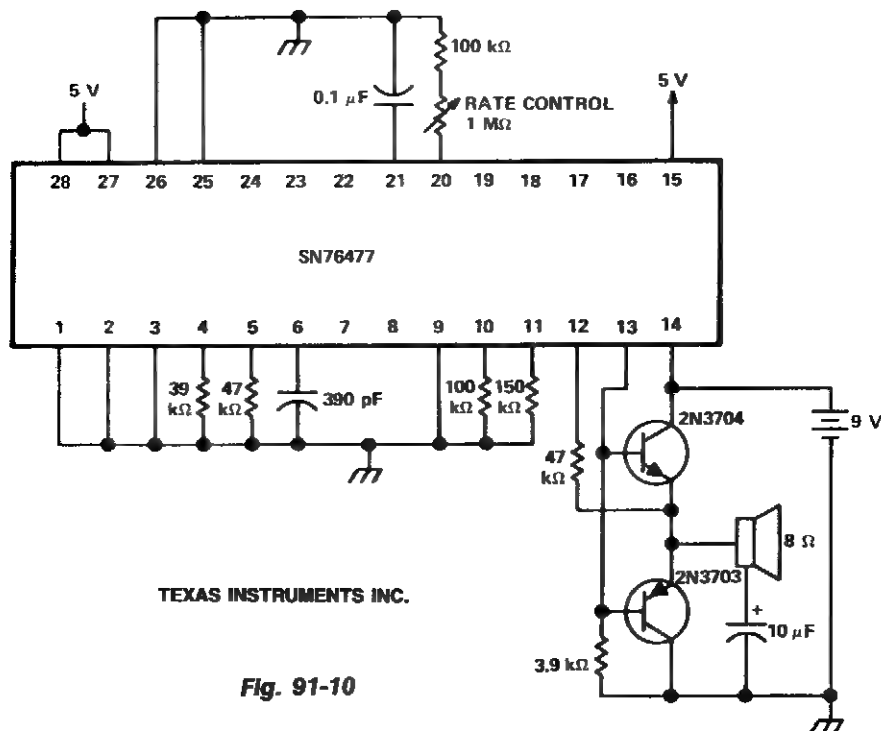 100 kΩ
5 V
0.1 µF
RATE CONTROL
1 MΩ
5 V
28 27 26 25 24 23 22 21 20 19 18 17 16 15
SN76477
1 2 3 4 5 6 7 8 9 10 11 12 13 14
39
kΩ
47
kΩ
390 pF
100
kΩ
150
kΩ
2N3704
9 V
47
kΩ
8 Ω
2N3703
TEXAS INSTRUMENTS INC.
+
10 µF
3.9 kΩ
Fig. 91-10